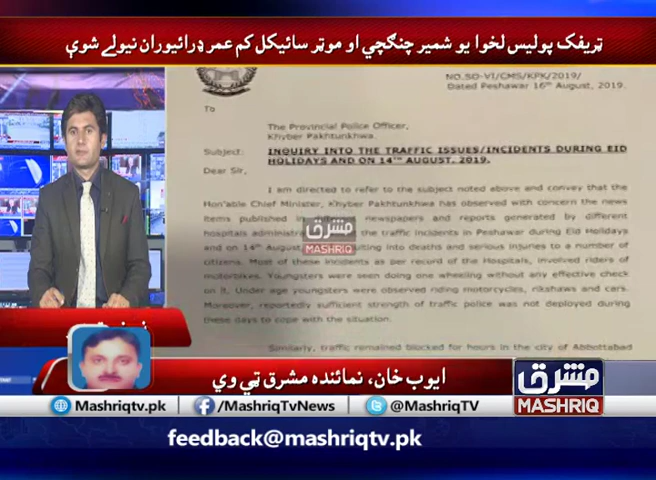 ټریفک پولیس لخوا یو شمیر چنګچي او موټر سائیکل کم عمر ډرائیوران نیولے شوي
NO.SO-VI/CMS/KPK/2019/
Dated Peshawar 16th August, 2019.
To
The Provincial Police Officer,
Khyber Pakhtunkhwa.
Subject: INQUIRY INTO THE TRAFFIC ISSUES/INCIDENTS DURING EID
HOLIDAYS AND ON 14TH AUGUST, 2019.
Dear Sir,
I am directed to refer to the subject noted above and convey that the
Hon'able Chief Minister, Khyber Pakhtunkhwa has observed with concern the news
items published newspapers and reports generated by different
hospitals the traffic incidents in Peshawar during Eid Holidays
and on 14th August into deaths and serious injuries to a number of
citizens. Most of these incidents as per record of the Hospitals, involved riders of
motorbikes. Youngsters were seen doing one wheeling without any effective check
on it. Under age youngsters were observed riding motorcycles, rikshaws and cars.
Moreover, reportedly sufficient strength of traffic police was not deployed during
these days to cope with the situation.
Similarly, traffic remained blocked for hours in the city of Abbottabad
مشرق
MASHRIQ
ایوب خان، نمائندہ مشرق ټي وي
مشرق
MASHRIQ
Mashriqtv.pk
/MashriqTvNews
@MashriqTV
feedback@mashriqtv.pk